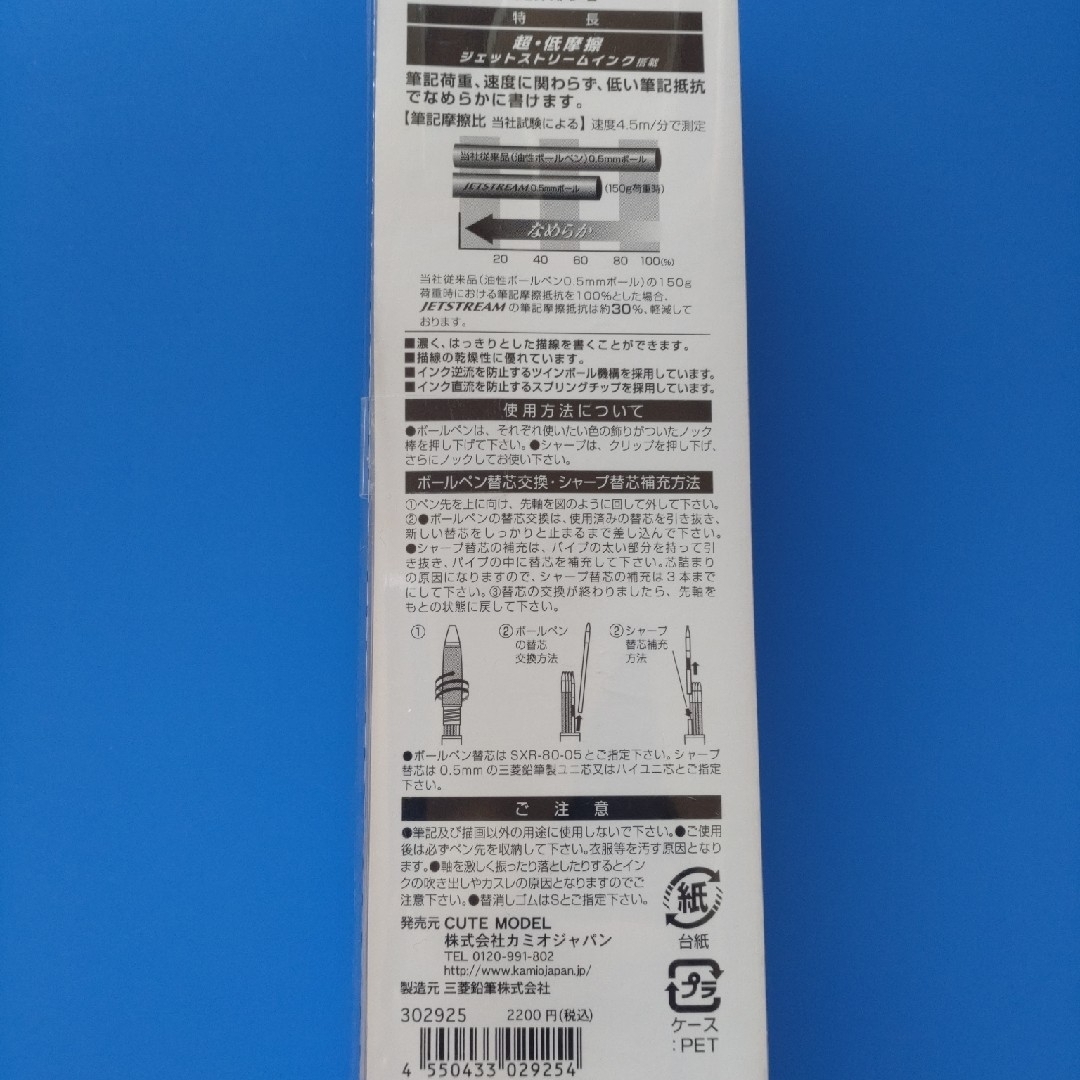 特 長
超・低摩擦
ジェットストリームインク搭載
筆記荷重、速度に関わらず、低い筆記抵抗
でなめらかに書けます。
【筆記摩擦比 当社試験による】速度4.5m/分で測定
当社従来品(油性ボールペン)0.5mmボール
JETSTREAM 0.5mmボール (150g荷重時)
なめらか
20 40 60 80 100(%)
当社従来品(油性ボールペン0.5mmボール)の150g
荷重時における筆記摩擦抵抗を100%とした場合、
JETSTREAMの筆記摩擦抵抗は約30%、軽減して
おります。
■濃く、はっきりとした描線を書くことができます。
■描線の乾燥性に優れています。
■インク逆流を防止するツインボール機構を採用しています。
■インク直流を防止するスプリングチップを採用しています。
使用方法について
●ボールペンは、それぞれ使いたい色の飾りがついたノック
棒を押し下げて下さい。●シャープは、クリップを押し下げ、
さらにノックしてお使い下さい。
ボールペン替芯交換・シャープ替芯補充方法
①ペン先を上に向け、先軸を図のように回して外して下さい。
②●ボールペンの替芯交換は、使用済みの替芯を引き抜き、
新しい替芯をしっかりと止まるまで差し込んで下さい。
●シャープ替芯の補充は、パイプの太い部分を持って引
き抜き、パイプの中に替芯を補充して下さい。芯詰まり
の原因になりますので、シャープ替芯の補充は3本まで
にして下さい。③替芯の交換が終わりましたら、先軸を
もとの状態に戻して下さい。
①
②ボールペン
の替芯
交換方法
②シャープ
替芯補充
方法
●ボールペン替芯はSXR-80-05とご指定下さい。シャープ
替芯は0.5mmの三菱鉛筆製ユニ芯又はハイユニ芯とご指定
下さい。
ご 注 意
●筆記及び描画以外の用途に使用しないで下さい。●ご使用
後は必ずペン先を収納して下さい。衣服等を汚す原因となり
ます。●軸を激しく振ったり落としたりするとイン
クの吹き出しやカスレの原因となりますのでご
注意下さい。●替消しゴムはSとご指定下さい。
紙
台紙
発売元 CUTE MODEL
株式会社カミオジャパン
TEL 0120-991-802
http://www.kamiojapan.jp/
製造元 三菱鉛筆株式会社
プラ
ケース
:PET
302925 2200円(税込)
4 550433 029254